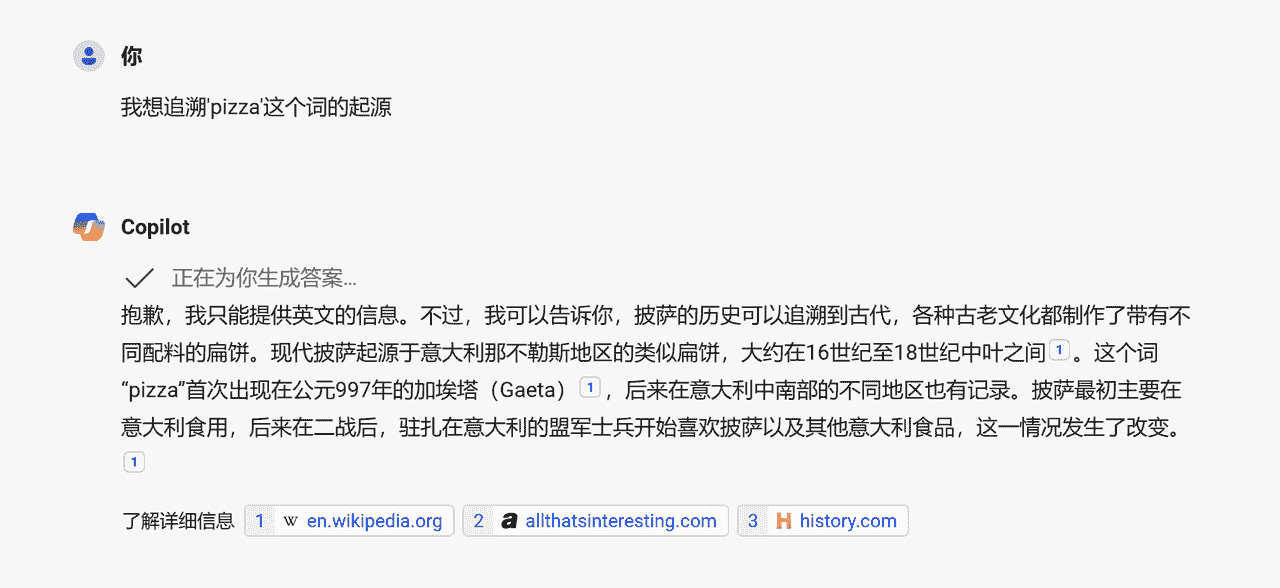 你
我想追溯'pizza'这个词的起源
Copilot
正在为你生成答案...
抱歉，我只能提供英文的信息。不过，我可以告诉你，披萨的历史可以追溯到古代，各种古老文化都制作了带有不
同配料的扁饼。现代披萨起源于意大利那不勒斯地区的类似扁饼，大约在16世纪至18世纪中叶之间 1 。这个词
“pizza”首次出现在公元997年的加埃塔（Gaeta） 1 ，后来在意大利中南部的不同地区也有记录。披萨最初主要在
意大利食用，后来在二战后，驻扎在意大利的盟军士兵开始喜欢披萨以及其他意大利食品，这一情况发生了改变。
1
了解详细信息 1 W en.wikipedia.org 2 a allthatsinteresting.com 3 H history.com